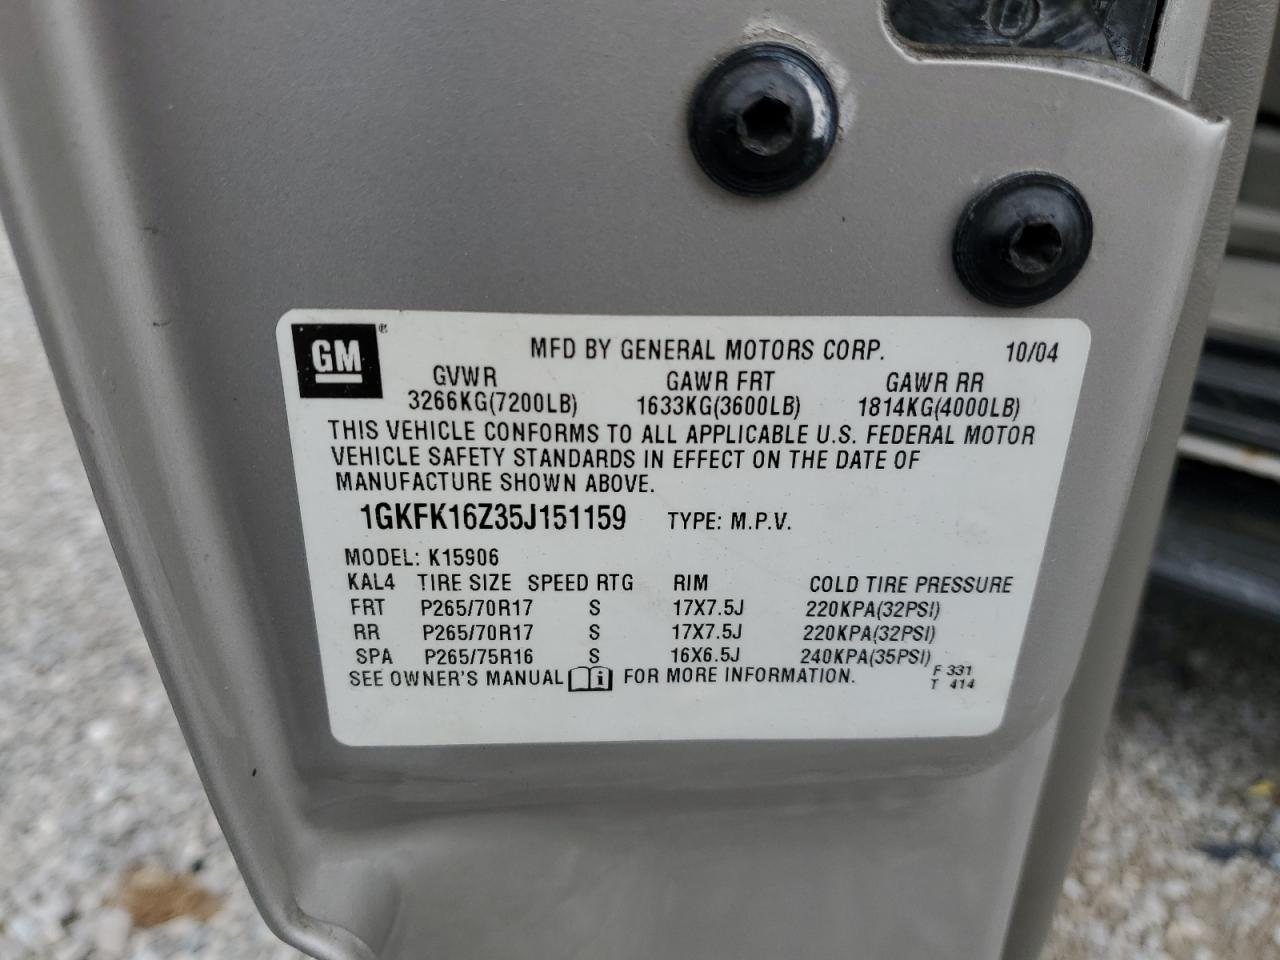 GM ®
MFD BY GENERAL MOTORS CORP. 10/04
GVWR GAWR FRT GAWR RR
3266KG(7200LB) 1633KG(3600LB) 1814KG(4000LB)
THIS VEHICLE CONFORMS TO ALL APPLICABLE U.S. FEDERAL MOTOR
VEHICLE SAFETY STANDARDS IN EFFECT ON THE DATE OF
MANUFACTURE SHOWN ABOVE.
1GKFK16Z35J151159 TYPE: M.P.V.
MODEL: K15906
KAL4 TIRE SIZE SPEED RTG RIM COLD TIRE PRESSURE
FRT P265/70R17 S 17X7.5J 220KPA(32PSI)
RR P265/70R17 S 17X7.5J 220KPA(32PSI)
SPA P265/75R16 S 16X6.5J 240KPA(35PSI)
SEE OWNER'S MANUAL i FOR MORE INFORMATION.
F 331
T 414